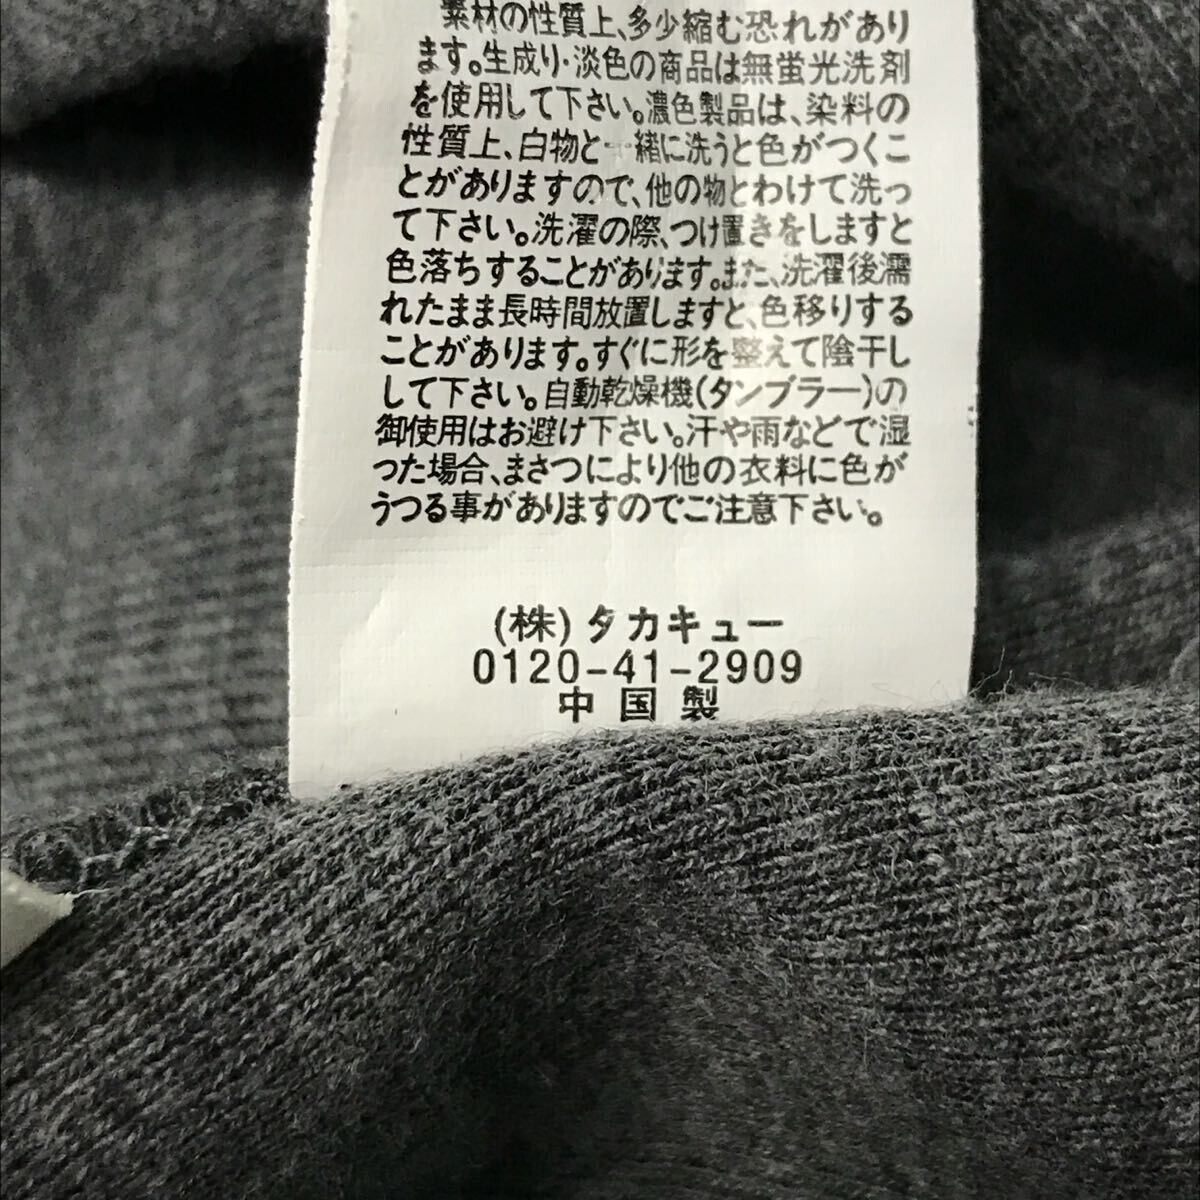 素材の性質上、多少縮む恐れがあり
ます。生成り・淡色の商品は無蛍光洗剤
を使用して下さい。濃色製品は、染料の
性質上、白物と一緒に洗うと色がつくこ
とがありますので、他の物とわけて洗っ
て下さい。洗濯の際、つけ置きをしますと
色落ちすることがあります。また、洗濯後濡
れたまま長時間放置しますと、色移りする
ことがあります。すぐに形を整えて陰干し
して下さい。自動乾燥機(タンブラー)の
御使用はお避け下さい。汗や雨などで湿
った場合、まさつにより他の衣料に色が
うつる事がありますのでご注意下さい。
(株)タカキュー
0120-41-2909
中国製